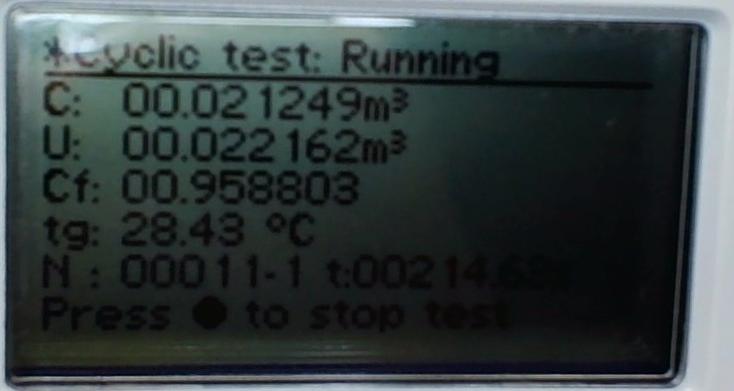 *Cyclic test: Running
C: 00.021249m³
U: 00.022162m³
Cf: 00.958803
tg: 28.43 °C
N : 00011-1
Press ● to stop test